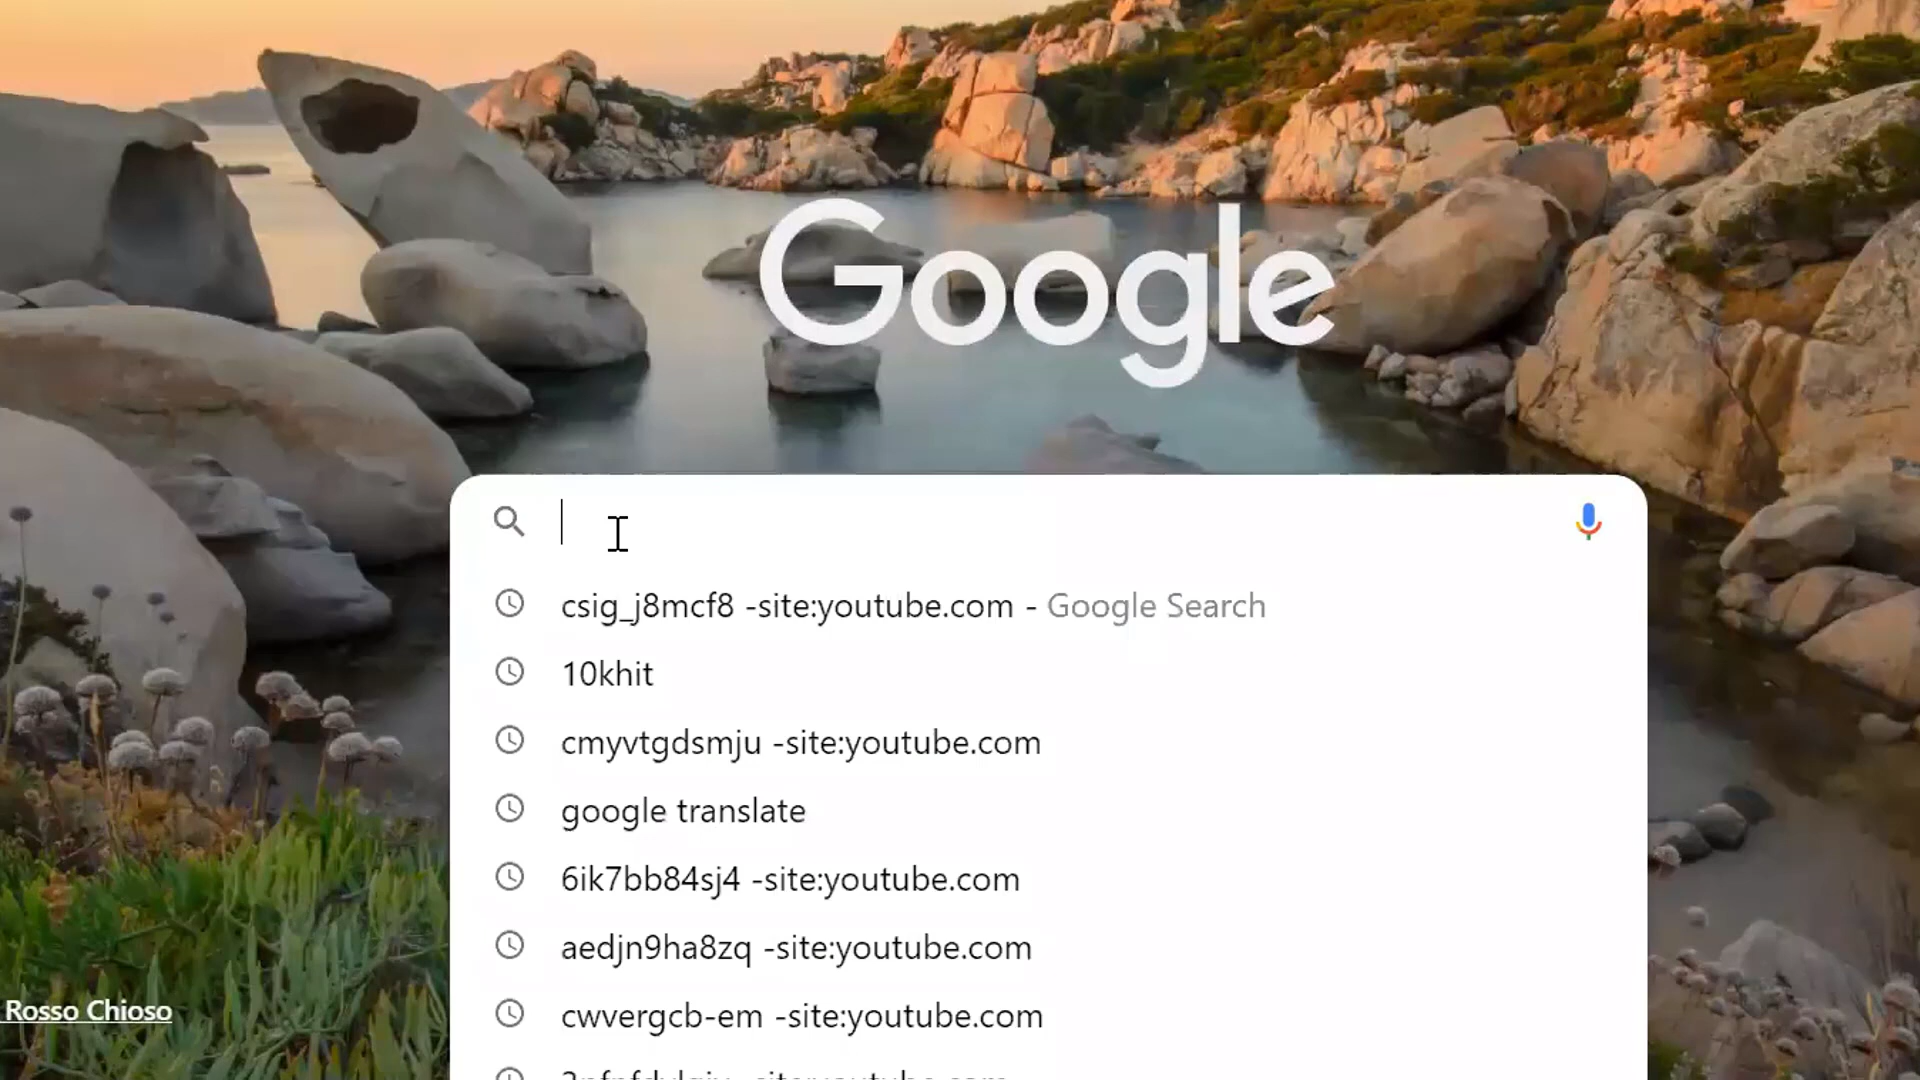 Google
csig_j8mcf8 -site:youtube.com - Google Search
10khit
cmyvtgdsmju -site:youtube.com
google translate
6ik7bb84sj4 -site:youtube.com
aedjn9ha8zq -site:youtube.com
cwvergcb-em -site:youtube.com
Rosso Chioso